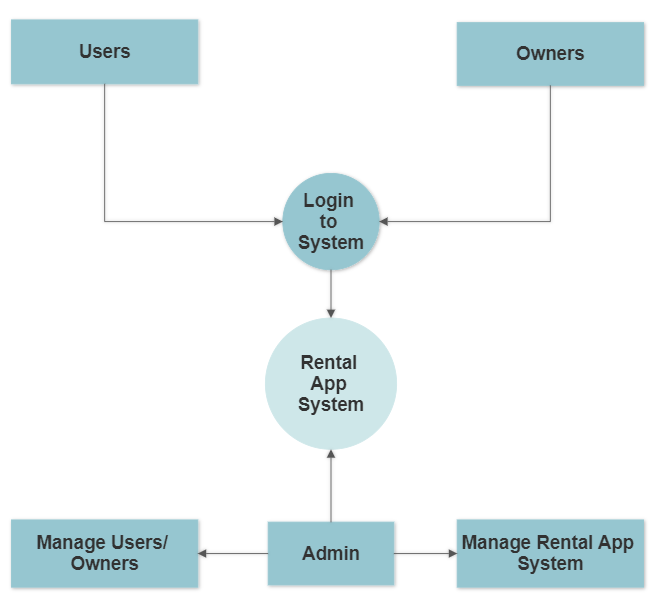 Users
Owners
Login
to
System
Rental
App
System
Manage Users/
Owners
Admin
Manage Rental App
System